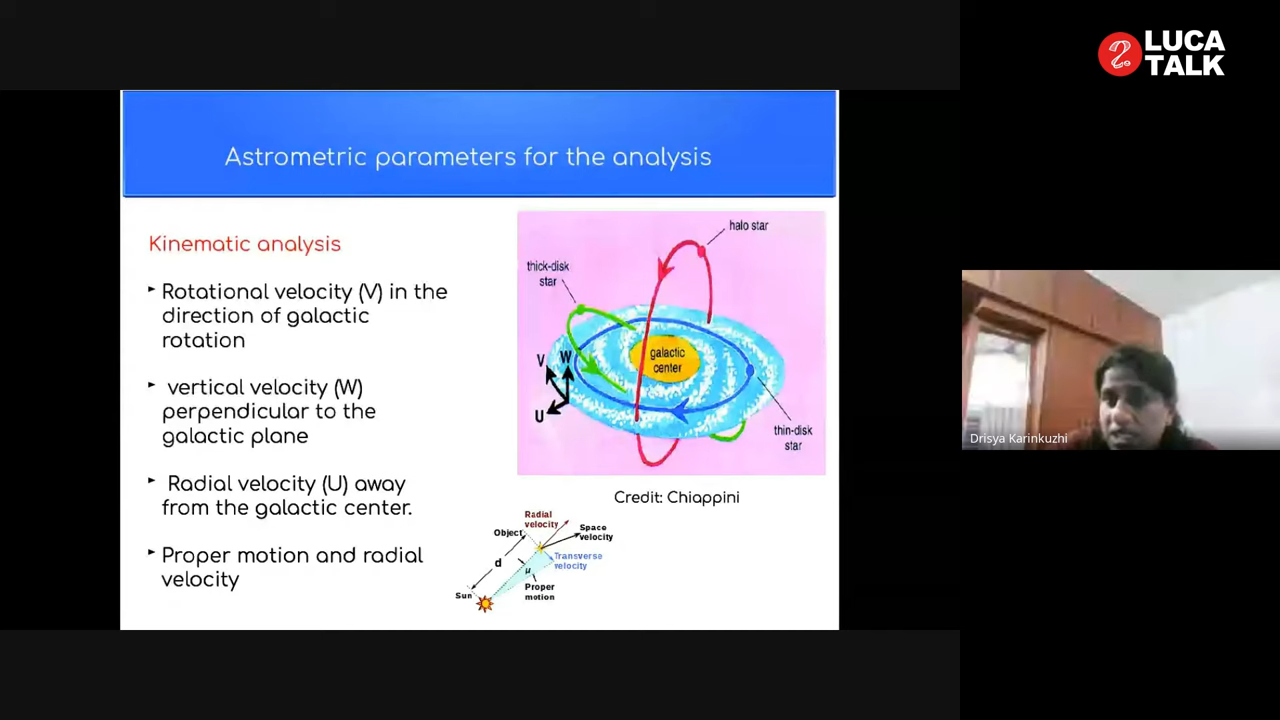 LUCA
TALK
Astrometric parameters for the analysis
Kinematic analysis
Rotational velocity (V) in the
direction of galactic
rotation
vertical velocity (W)
perpendicular to the
galactic plane
Radial velocity (U) away
from the galactic center.
Proper motion and radial
velocity
halo star
thick-disk
star
galactic
center
V
W
U
thin-disk
star
Credit: Chiappini
Radial
velocity
Object
Space
velocity
d
Transverse
velocity
μ
Proper
motion
Sun
Drisya Karinkuzhi